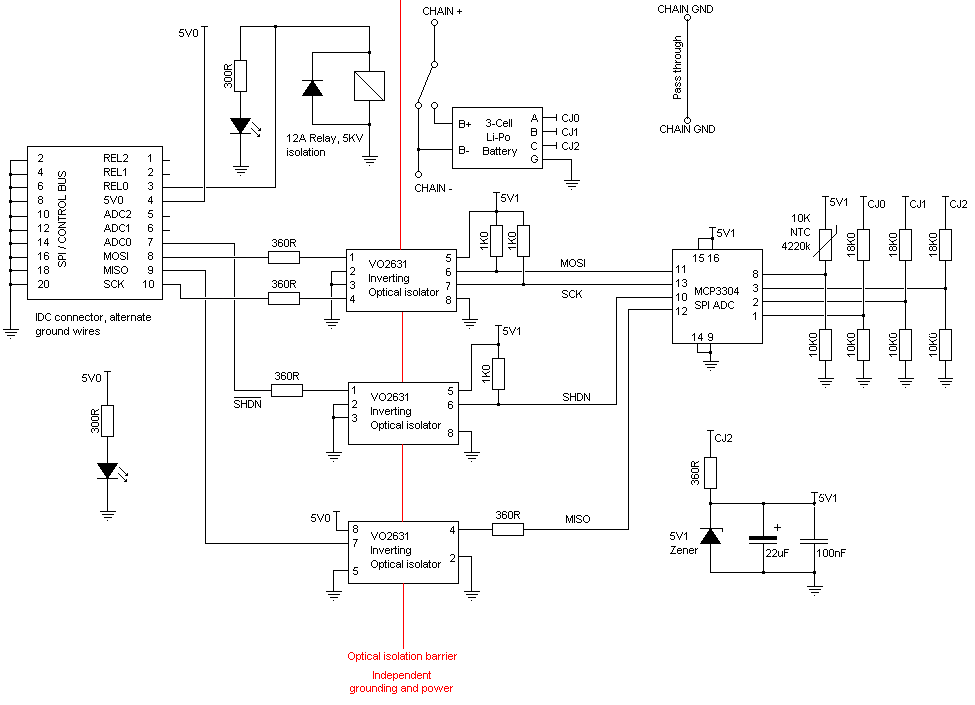 CHAIN +
CHAIN GND
Pass through
CHAIN GND
5V0
300R
12A Relay, 5KV
isolation
B+
B-
3-Cell
Li-Po
Battery
A
B
C
G
CJ0
CJ1
CJ2
CHAIN -
2
4
6
8
10
12
14
16
18
20
SPI / CONTROL BUS
REL2
REL1
REL0
5V0
ADC2
ADC1
ADC0
MOSI
MISO
SCK
1
2
3
4
5
6
7
8
9
10
IDC connector, alternate
ground wires
360R
360R
1
2
3
4
VO2631
Inverting
Optical isolator
5
6
7
8
5V1
1K0
1K0
MOSI
SCK
5V1
15 16
11
13
10
12
MCP3304
SPI ADC
8
3
2
1
14 9
10K
NTC
4220k
5V1
CJ0
CJ1
CJ2
18K0
18K0
18K0
10K0
10K0
10K0
10K0
360R
SHDN
1
2
3
VO2631
Inverting
Optical isolator
5
6
8
5V1
1K0
SHDN
5V0
300R
5V0
8
7
5
VO2631
Inverting
Optical isolator
4
2
360R
MISO
CJ2
360R
5V1
5V1
Zener
+
22uF
100nF
Optical isolation barrier
Independent
grounding and power